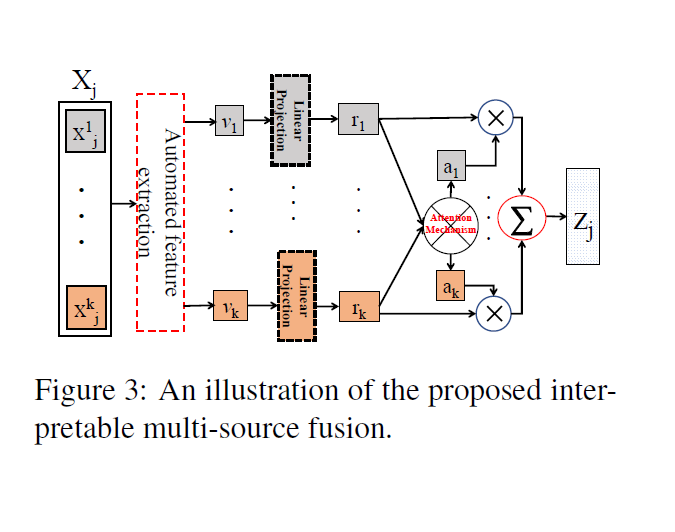 Xj
X1j
Xkj
Automated feature
extraction
v1
vk
Linear
Projection
Linear
Projection
r1
rk
a1
ak
Attention
Mechanism
×
×
Σ
Zj
Figure 3: An illustration of the proposed inter-
pretable multi-source fusion.